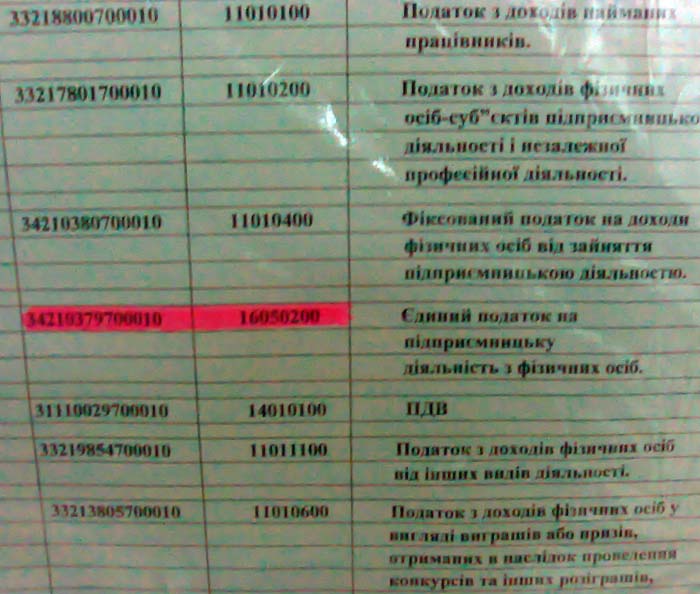 33218800700010 11010100 Податок з доходів найманих
працівників.
33217801700010 11010200 Податок з доходів фізичних
осіб-суб"єктів підприємницько
діяльності і незалежної
професійної діяльності.
34210380700010 11010400 Фіксований податок на доходи
фізичних осіб від зайняття
підприємницькою діяльностю.
34210379700010 16050200 Єдиний податок на
підприємницьку
діяльність з фізичних осіб.
31110029700010 14010100 ПДВ
33219854700010 11011100 Податок з доходів фізичних осіб
від інших видів діяльності.
33213805700010 11010600 Податок з доходів фізичних осіб у
вигляді виграшів або призів,
отриманих в наслідок проведення
конкурсів та інших розіграшів,